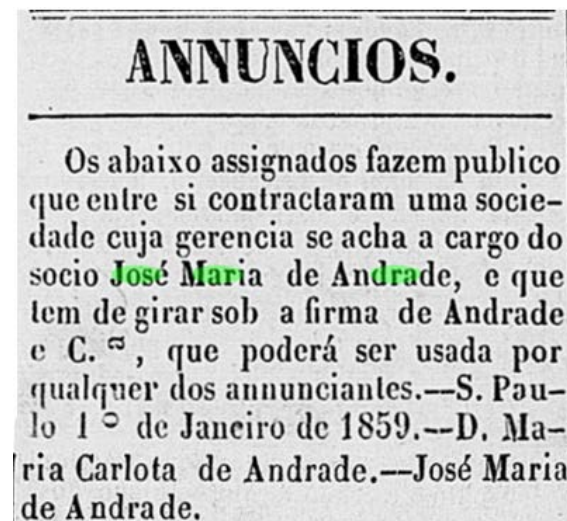 ANNUNCIOS.
Os abaixo assignados fazem publico
que entre si contractaram uma socie-
dade cuja gerencia se acha a cargo do
socio José Maria de Andrade, e que
tem de girar sob a firma de Andrade
e C.ª, que poderá ser usada por
qualquer dos annunciantes.—S. Pau-
lo 1º de Janeiro de 1859.—D. Ma-
ria Carlota de Andrade.—José Maria
de Andrade.